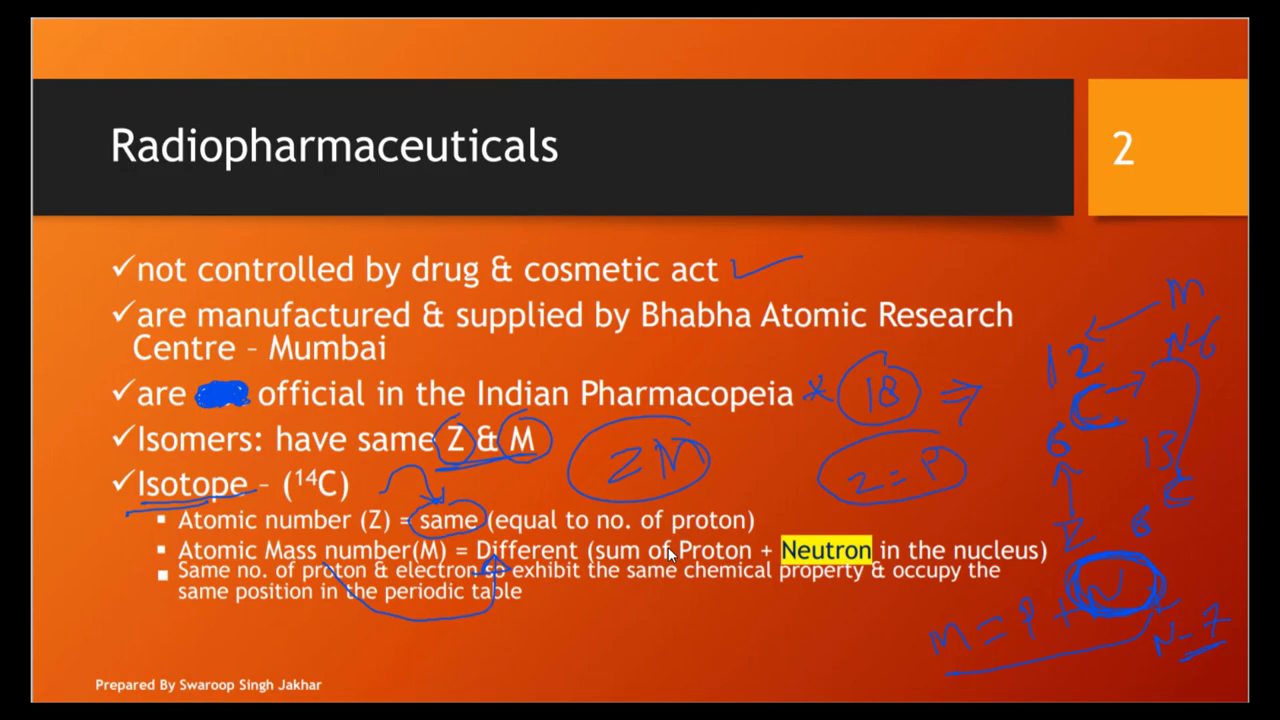 Radiopharmaceuticals
2
✓not controlled by drug & cosmetic act
✓are manufactured & supplied by Bhabha Atomic Research
Centre – Mumbai
✓are official in the Indian Pharmacopeia * 18 ⇒
✓Isomers: have same Z & M
ZM
Z = P
✓Isotope – (¹⁴C)
▪ Atomic number (Z) = same (equal to no. of proton)
▪ Atomic Mass number(M) = Different (sum of Proton + Neutron in the nucleus)
▪ Same no. of proton & electron so exhibit the same chemical property & occupy the
same position in the periodic table
M
N-6
12
C
6
Z
13
C
6
M = P + N
N-7
Prepared By Swaroop Singh Jakhar